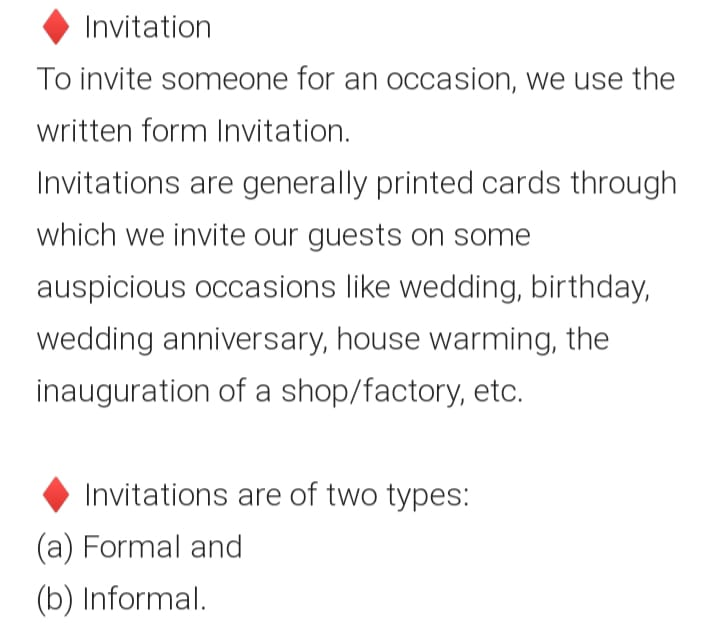 ♦ Invitation
To invite someone for an occasion, we use the
written form Invitation.
Invitations are generally printed cards through
which we invite our guests on some
auspicious occasions like wedding, birthday,
wedding anniversary, house warming, the
inauguration of a shop/factory, etc.
♦ Invitations are of two types:
(a) Formal and
(b) Informal.